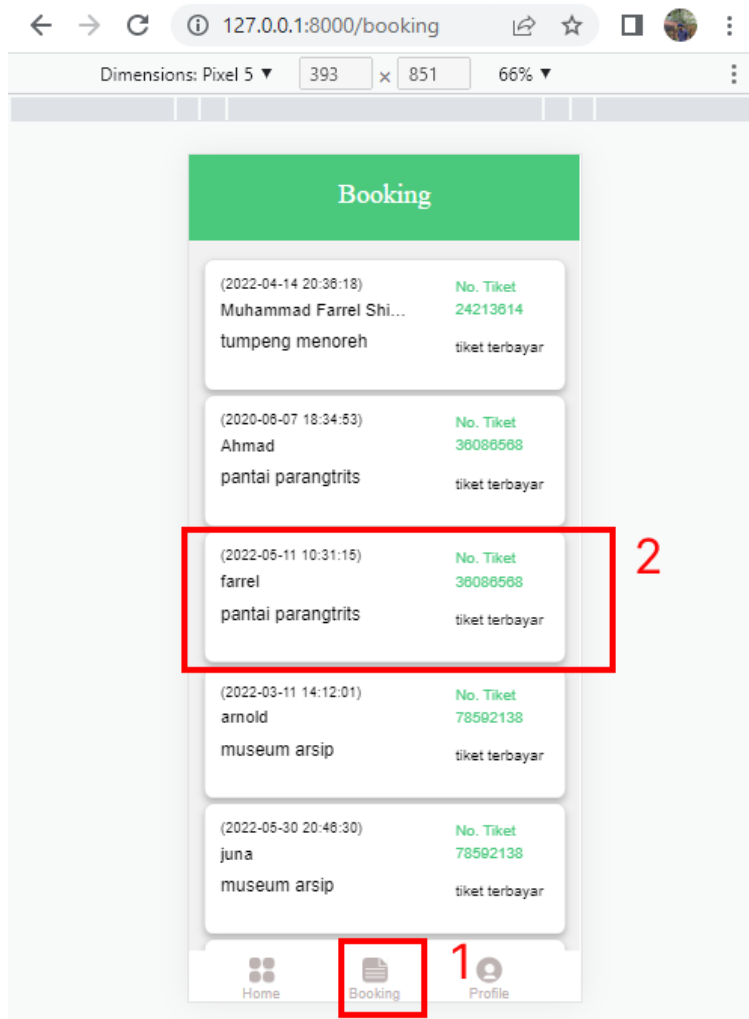 127.0.0.1:8000/booking
Dimensions: Pixel 5 ▼ 393 × 851 66% ▼
Booking
(2022-04-14 20:36:18) No. Tiket
Muhammad Farrel Shi... 24213614
tumpeng menoreh tiket terbayar
(2020-06-07 18:34:53) No. Tiket
Ahmad 36086568
pantai parangtrits tiket terbayar
(2022-05-11 10:31:15) No. Tiket 2
farrel 36086568
pantai parangtrits tiket terbayar
(2022-03-11 14:12:01) No. Tiket
arnold 78592138
museum arsip tiket terbayar
(2022-05-30 20:46:30) No. Tiket
juna 78592138
museum arsip tiket terbayar
1
Home Booking Profile